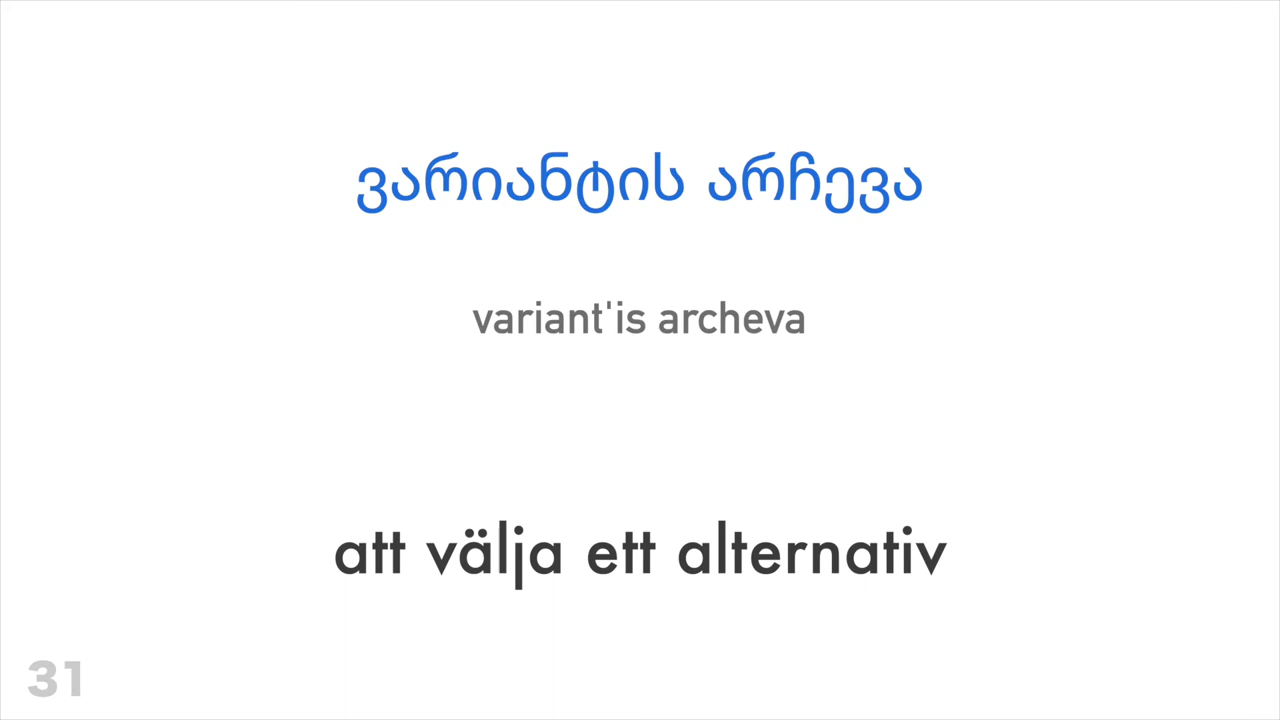 ვარიანტის არჩევა
variant'is archeva
att välja ett alternativ
31